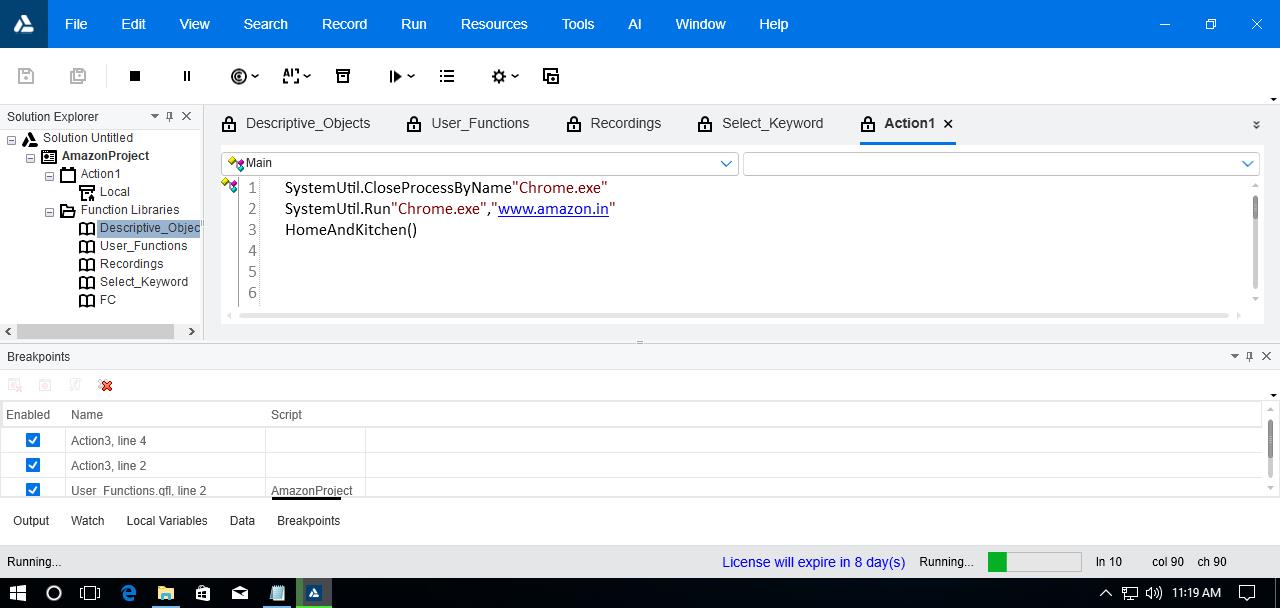 File Edit View Search Record Run Resources Tools AI Window Help
Solution Explorer
Descriptive_Objects User_Functions Recordings Select_Keyword Action1
Solution Untitled
AmazonProject
Action1
Local
Function Libraries
Descriptive_Objec
User_Functions
Recordings
Select_Keyword
FC
Main
1 SystemUtil.CloseProcessByName"Chrome.exe"
2 SystemUtil.Run"Chrome.exe","www.amazon.in"
3 HomeAndKitchen()
4
5
6
Breakpoints
Enabled Name Script
Action3, line 4
Action3, line 2
User_Functions.qfl, line 2 AmazonProject
Output Watch Local Variables Data Breakpoints
Running... License will expire in 8 day(s) Running... ln 10 col 90 ch 90
11:19 AM